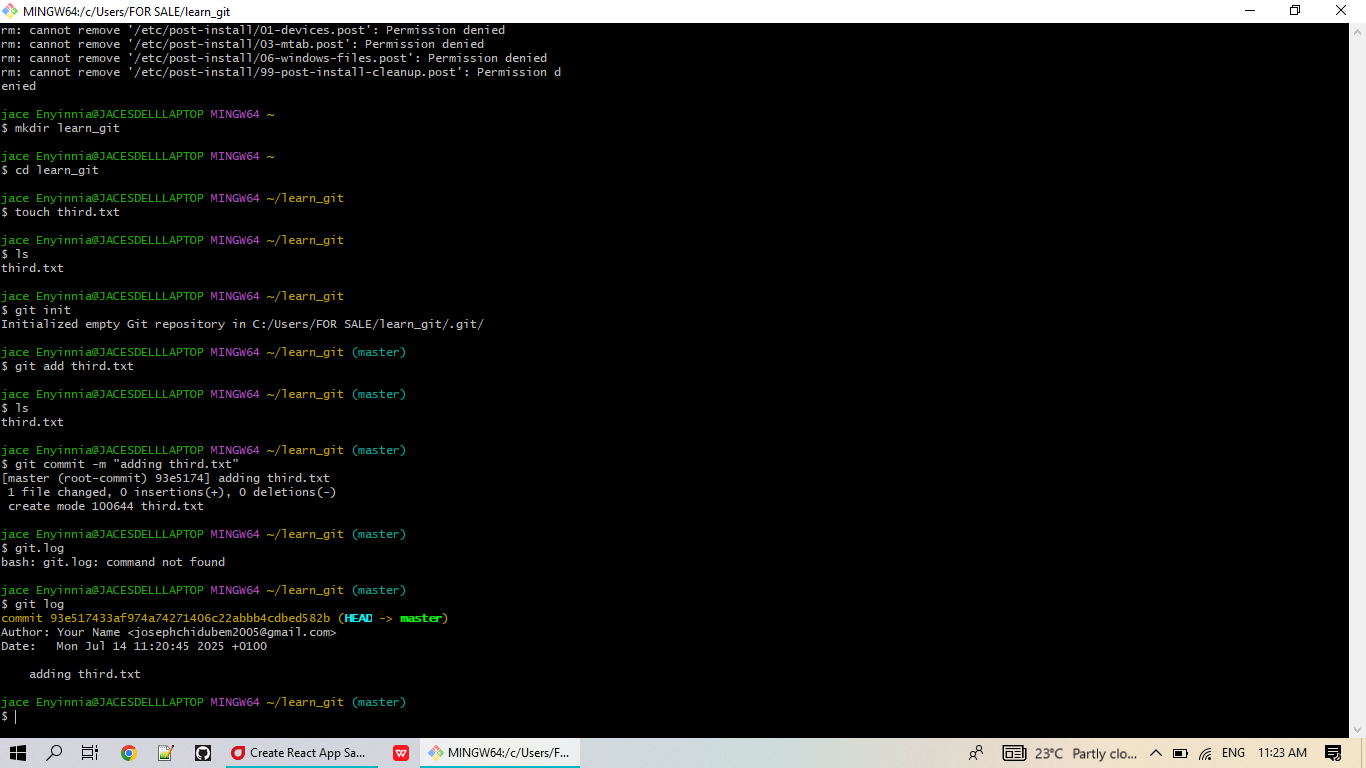 MINGW64:/c/Users/FOR SALE/learn_git
rm: cannot remove '/etc/post-install/01-devices.post': Permission denied
rm: cannot remove '/etc/post-install/03-mtab.post': Permission denied
rm: cannot remove '/etc/post-install/06-windows-files.post': Permission denied
rm: cannot remove '/etc/post-install/99-post-install-cleanup.post': Permission d
enied
jace Enyinnia@JACESDELLLAPTOP MINGW64 ~
$ mkdir learn_git
jace Enyinnia@JACESDELLLAPTOP MINGW64 ~
$ cd learn_git
jace Enyinnia@JACESDELLLAPTOP MINGW64 ~/learn_git
$ touch third.txt
jace Enyinnia@JACESDELLLAPTOP MINGW64 ~/learn_git
$ ls
third.txt
jace Enyinnia@JACESDELLLAPTOP MINGW64 ~/learn_git
$ git init
Initialized empty Git repository in C:/Users/FOR SALE/learn_git/.git/
jace Enyinnia@JACESDELLLAPTOP MINGW64 ~/learn_git (master)
$ git add third.txt
jace Enyinnia@JACESDELLLAPTOP MINGW64 ~/learn_git (master)
$ ls
third.txt
jace Enyinnia@JACESDELLLAPTOP MINGW64 ~/learn_git (master)
$ git commit -m "adding third.txt"
[master (root-commit) 93e5174] adding third.txt
 1 file changed, 0 insertions(+), 0 deletions(-)
 create mode 100644 third.txt
jace Enyinnia@JACESDELLLAPTOP MINGW64 ~/learn_git (master)
$ git.log
bash: git.log: command not found
jace Enyinnia@JACESDELLLAPTOP MINGW64 ~/learn_git (master)
$ git log
commit 93e517433af974a74271406c22abbb4cdbed582b (HEAD -> master)
Author: Your Name <josephchidubem2005@gmail.com>
Date:   Mon Jul 14 11:20:45 2025 +0100
    adding third.txt
jace Enyinnia@JACESDELLLAPTOP MINGW64 ~/learn_git (master)
$
Create React App Sa... MINGW64:/c/Users/F... 23°C Partly clo... ENG 11:23 AM